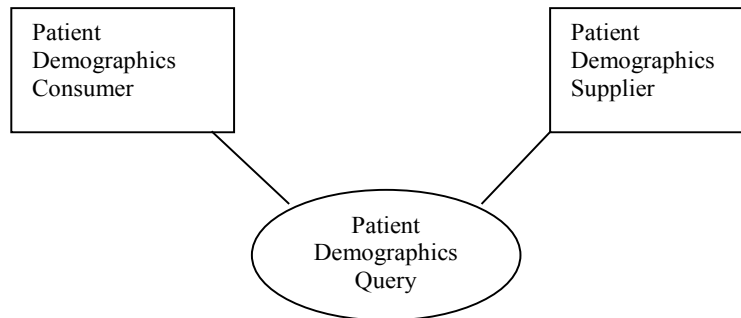 Patient
Demographics
Consumer
Patient
Demographics
Supplier
Patient
Demographics
Query